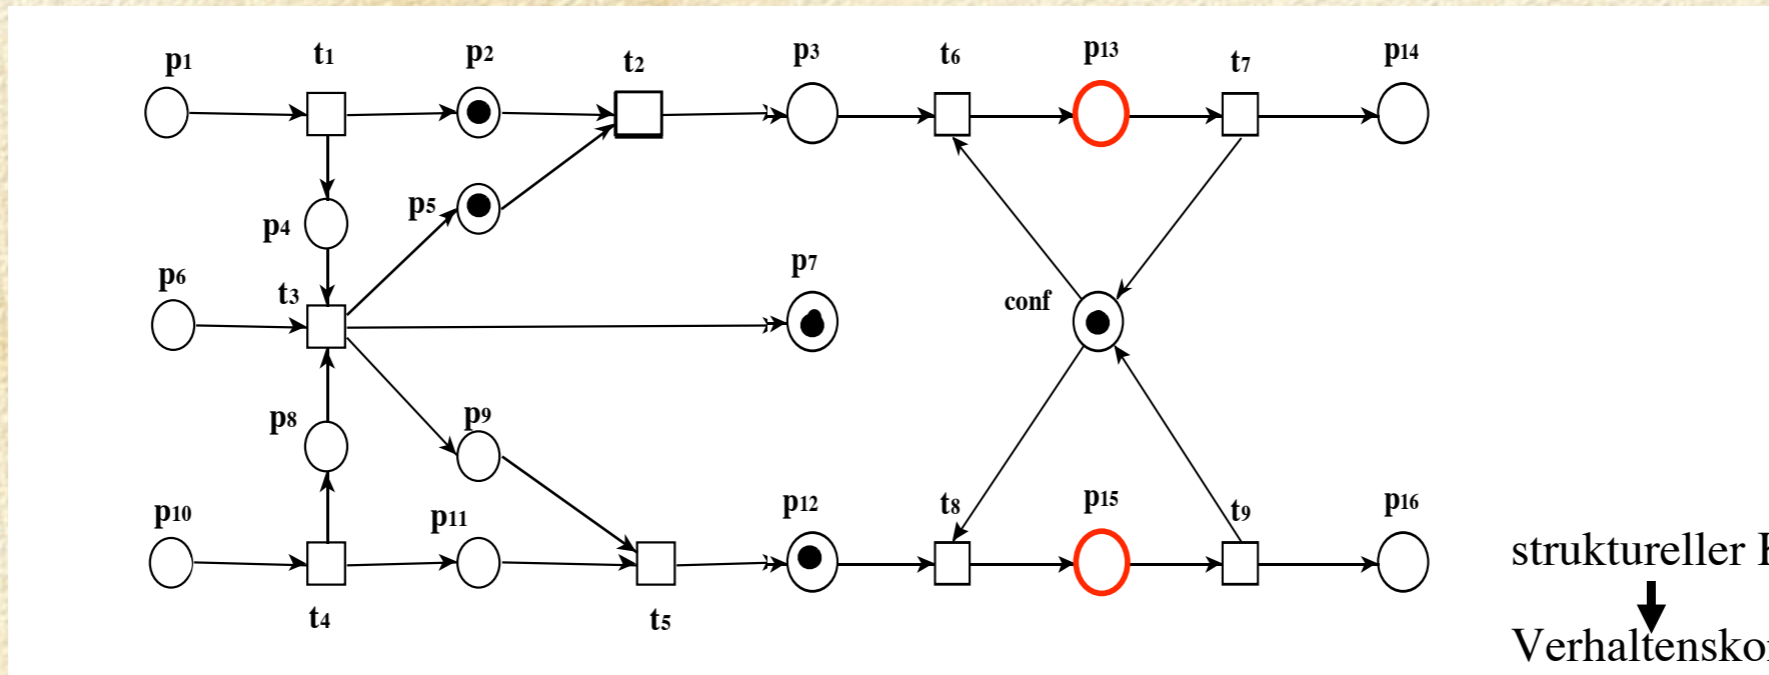 p1 t1 p2 t2 p3 t6 p13 t7 p14
p4 p5
p6 t3 p7 conf
p8 p9
p10 p11 p12 t8 p15 t9 p16
t4 t5
struktureller